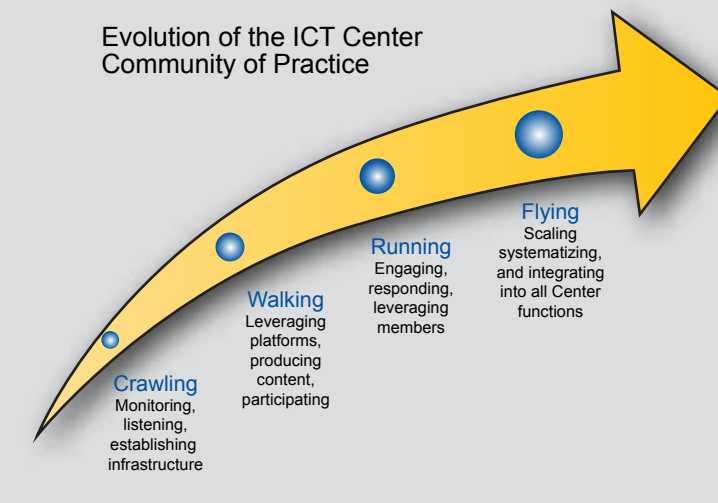 Evolution of the ICT Center
Community of Practice
Crawling
Monitoring,
listening,
establishing
infrastructure
Walking
Leveraging
platforms,
producing
content,
participating
Running
Engaging,
responding,
leveraging
members
Flying
Scaling
systematizing,
and integrating
into all Center
functions